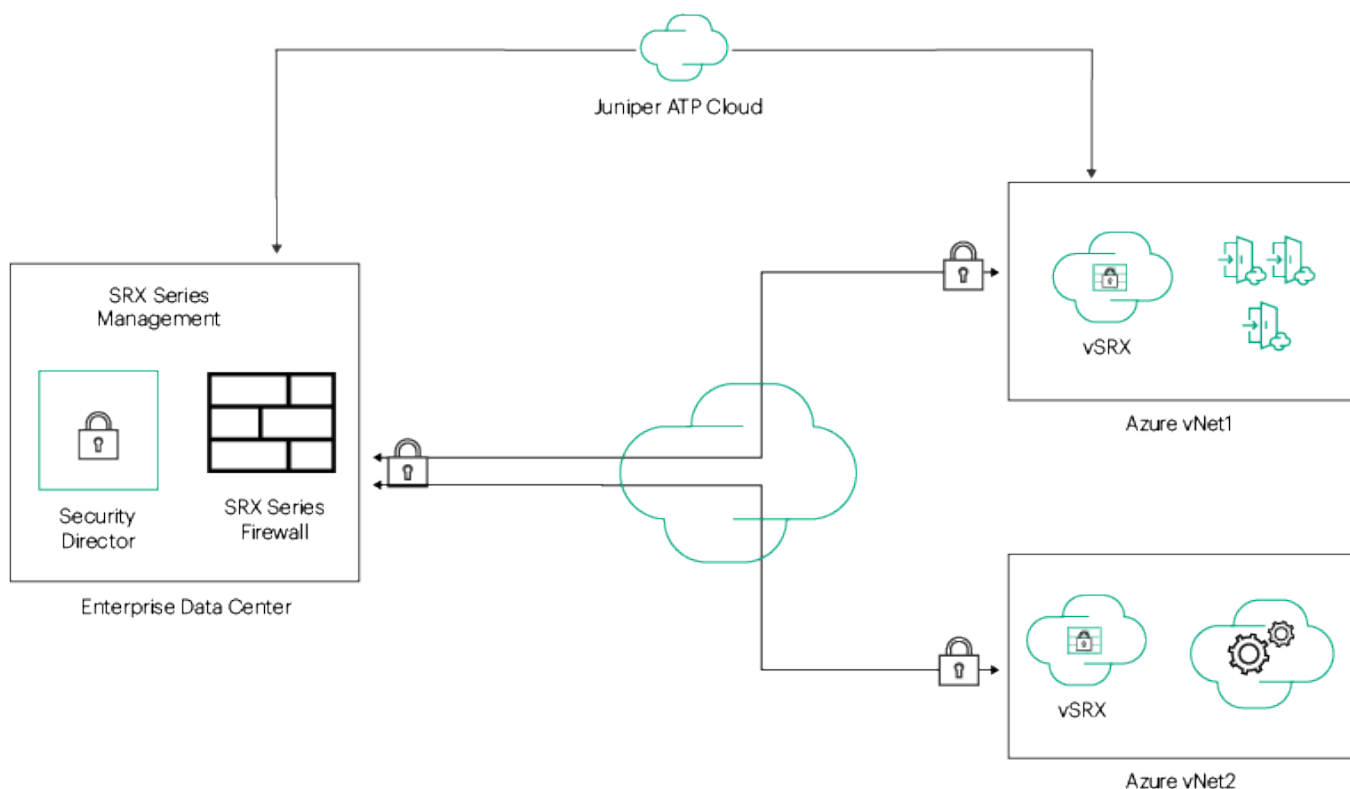 Juniper ATP Cloud
SRX Series
Management
Security
Director
SRX Series
Firewall
Enterprise Data Center
vSRX
Azure vNet1
vSRX
Azure vNet2